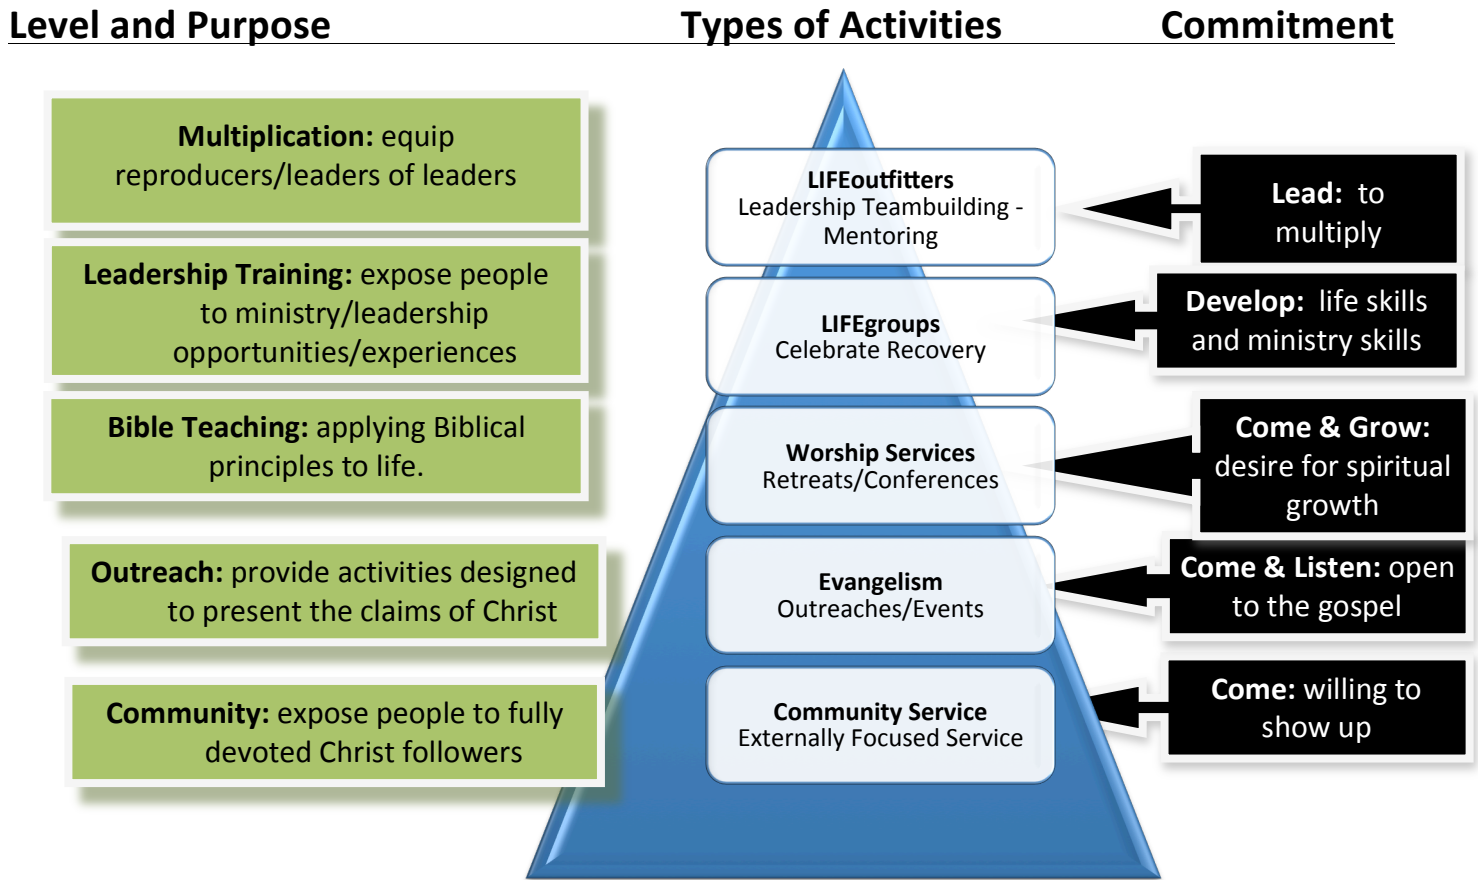 Level and Purpose
Types of Activities
Commitment
Multiplication: equip
reproducers/leaders of leaders
LIFEoutfitters
Leadership Teambuilding -
Mentoring
Lead: to
multiply
Leadership Training: expose people
to ministry/leadership
opportunities/experiences
LIFEgroups
Celebrate Recovery
Develop: life skills
and ministry skills
Bible Teaching: applying Biblical
principles to life.
Worship Services
Retreats/Conferences
Come & Grow:
desire for spiritual
growth
Outreach: provide activities designed
to present the claims of Christ
Evangelism
Outreaches/Events
Come & Listen: open
to the gospel
Community: expose people to fully
devoted Christ followers
Community Service
Externally Focused Service
Come: willing to
show up